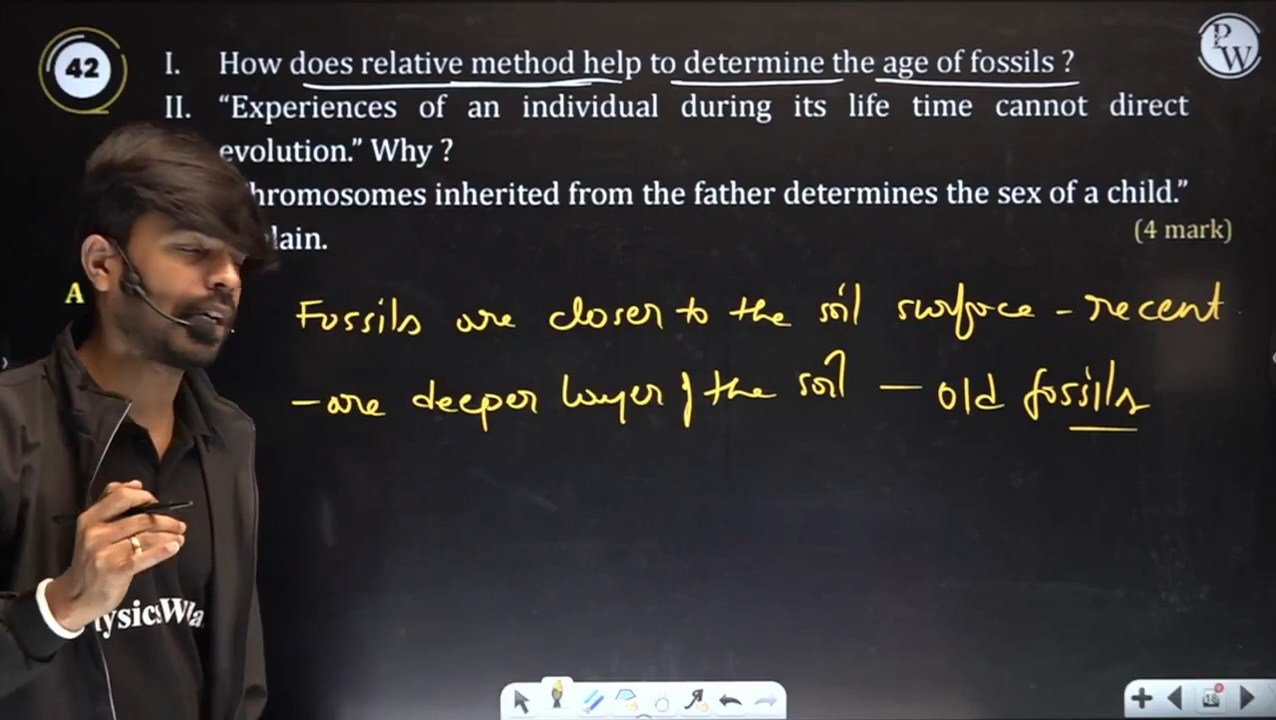 42
I. How does relative method help to determine the age of fossils ?
II. “Experiences of an individual during its life time cannot direct
evolution.” Why ?
hromosomes inherited from the father determines the sex of a child.”
lain.
(4 mark)
PW
A
Fossils are closer to the soil surface - recent
- are deeper layer of the soil - old fossils
ysicsWa
18